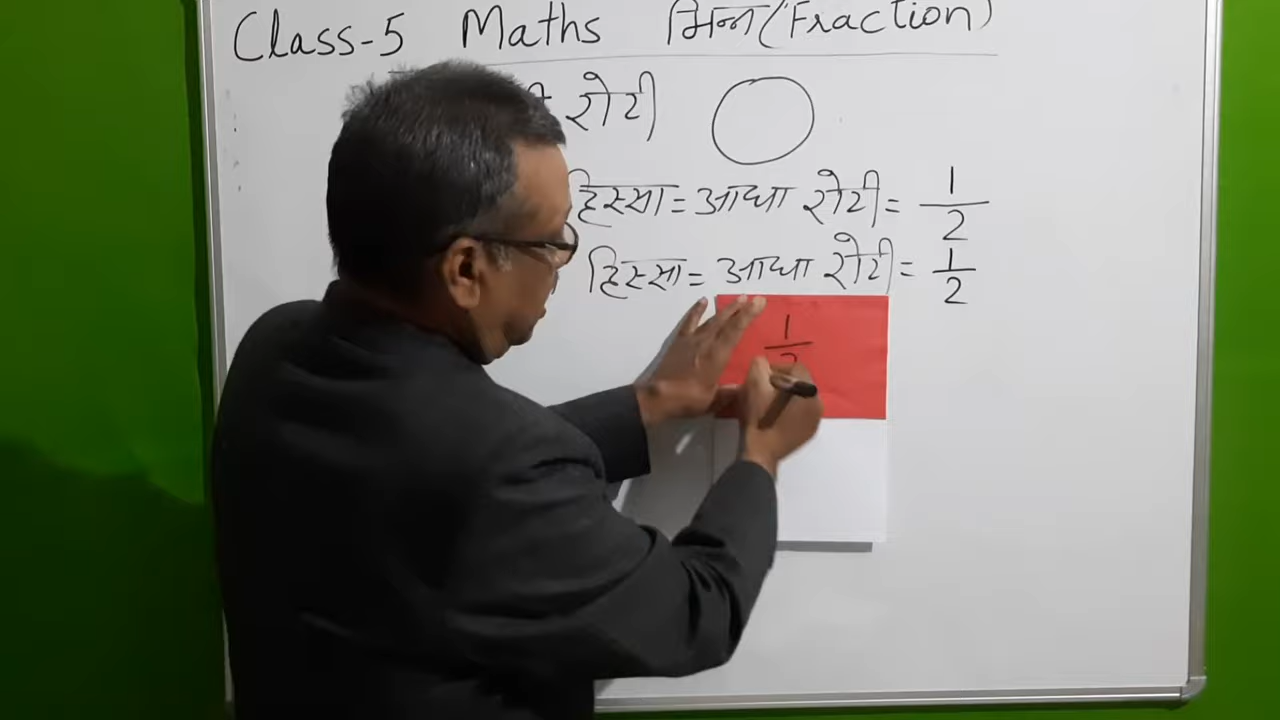 Class-5 Maths भिन्न (Fraction)
रोटी
हिस्सा = आधा रोटी = 1/2
हिस्सा = आधा रोटी = 1/2
1/2